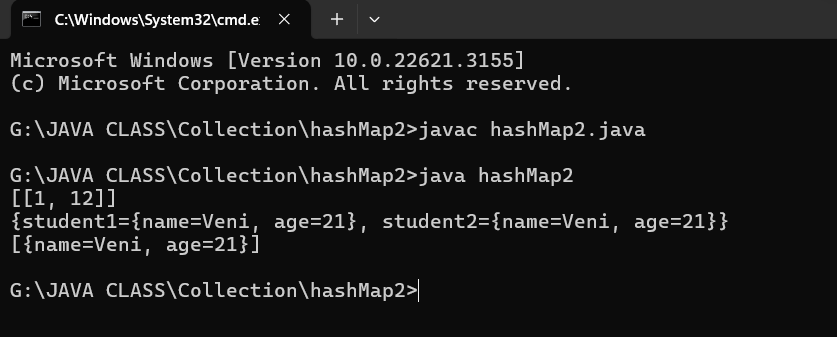 C:\Windows\System32\cmd.e
Microsoft Windows [Version 10.0.22621.3155]
(c) Microsoft Corporation. All rights reserved.
G:\JAVA CLASS\Collection\hashMap2>javac hashMap2.java
G:\JAVA CLASS\Collection\hashMap2>java hashMap2
[[1, 12]]
{student1={name=Veni, age=21}, student2={name=Veni, age=21}}
[{name=Veni, age=21}]
G:\JAVA CLASS\Collection\hashMap2>